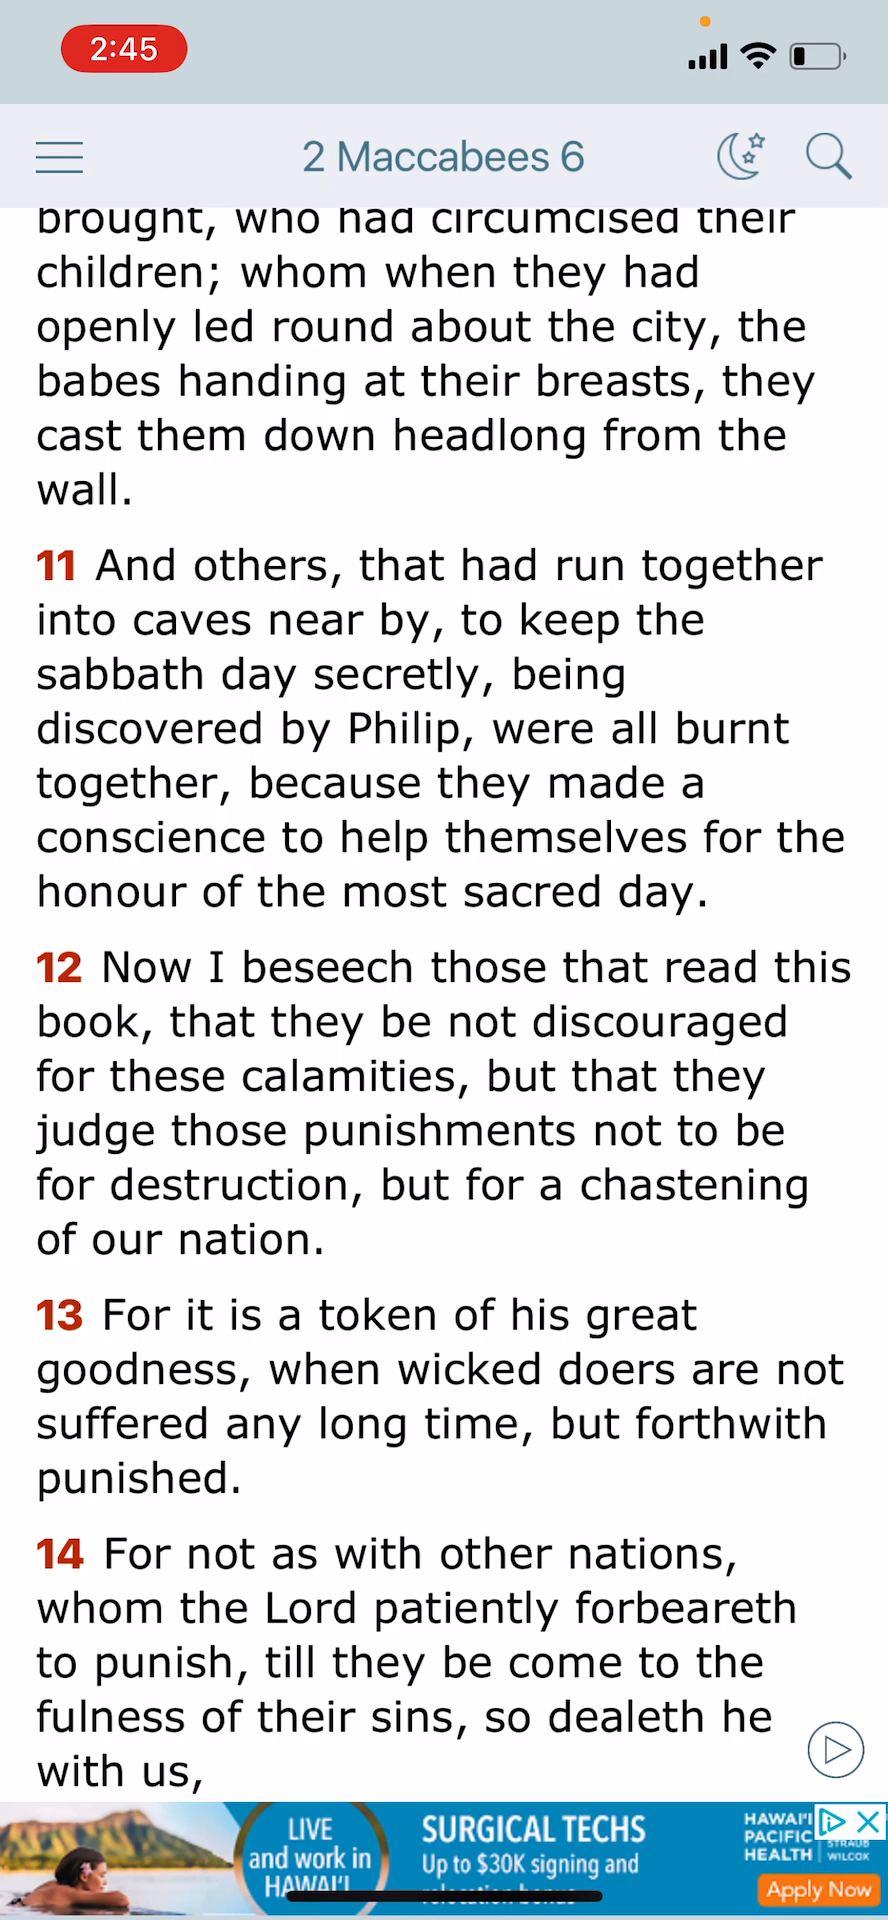 2:45
2 Maccabees 6
brought, who had circumcised their
children; whom when they had
openly led round about the city, the
babes handing at their breasts, they
cast them down headlong from the
wall.
11 And others, that had run together
into caves near by, to keep the
sabbath day secretly, being
discovered by Philip, were all burnt
together, because they made a
conscience to help themselves for the
honour of the most sacred day.
12 Now I beseech those that read this
book, that they be not discouraged
for these calamities, but that they
judge those punishments not to be
for destruction, but for a chastening
of our nation.
13 For it is a token of his great
goodness, when wicked doers are not
suffered any long time, but forthwith
punished.
14 For not as with other nations,
whom the Lord patiently forbeareth
to punish, till they be come to the
fulness of their sins, so dealeth he
with us,
LIVE
and work in
HAWAI'I
SURGICAL TECHS
Up to $30K signing and
relocation bonus
HAWAI'I
PACIFIC
HEALTH
STRAUB
WILCOX
Apply Now